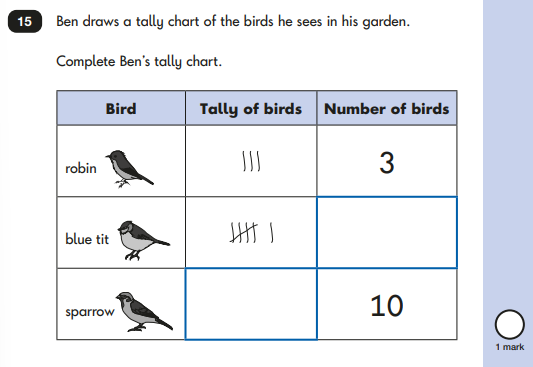 15 Ben draws a tally chart of the birds he sees in his garden.
Complete Ben's tally chart.
Bird Tally of birds Number of birds
robin 3
blue tit
sparrow 10
1 mark